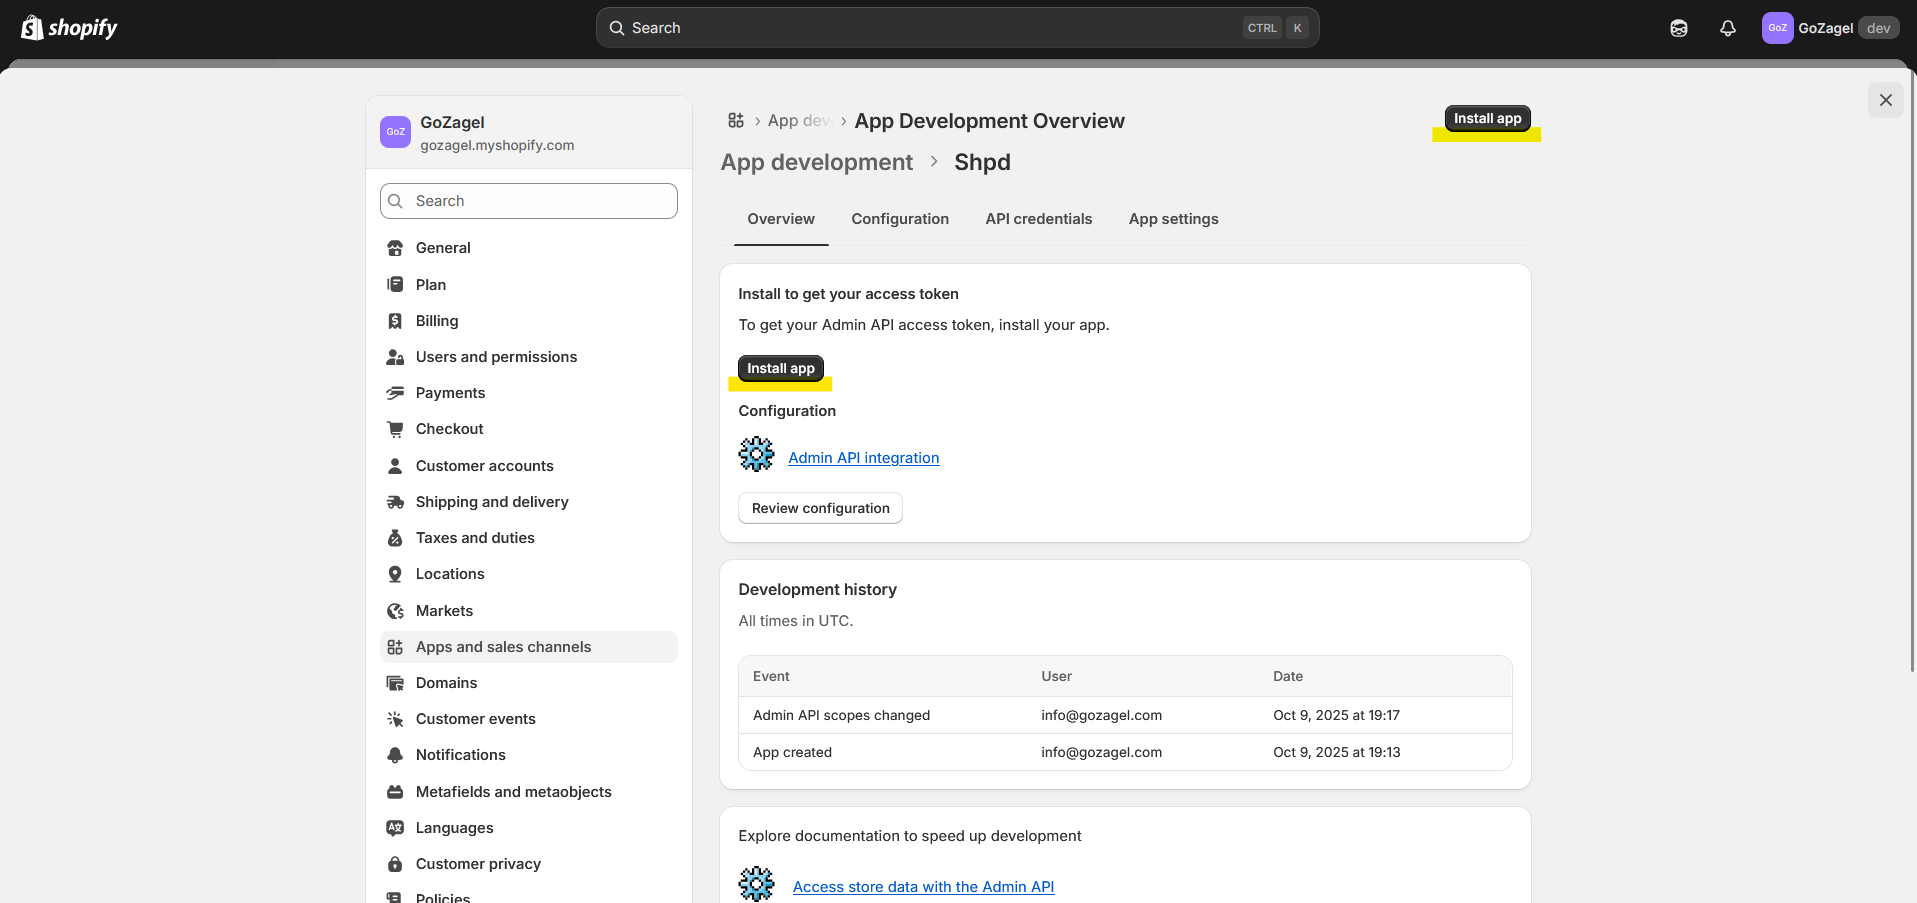 shopify
Search
CTRL K
GoZ GoZagel dev
GoZ
GoZagel
gozagel.myshopify.com
Search
General
Plan
Billing
Users and permissions
Payments
Checkout
Customer accounts
Shipping and delivery
Taxes and duties
Locations
Markets
Apps and sales channels
Domains
Customer events
Notifications
Metafields and metaobjects
Languages
Customer privacy
Policies
App dev › App Development Overview
Install app
App development › Shpd
Overview Configuration API credentials App settings
Install to get your access token
To get your Admin API access token, install your app.
Install app
Configuration
Admin API integration
Review configuration
Development history
All times in UTC.
Event User Date
Admin API scopes changed info@gozagel.com Oct 9, 2025 at 19:17
App created info@gozagel.com Oct 9, 2025 at 19:13
Explore documentation to speed up development
Access store data with the Admin API